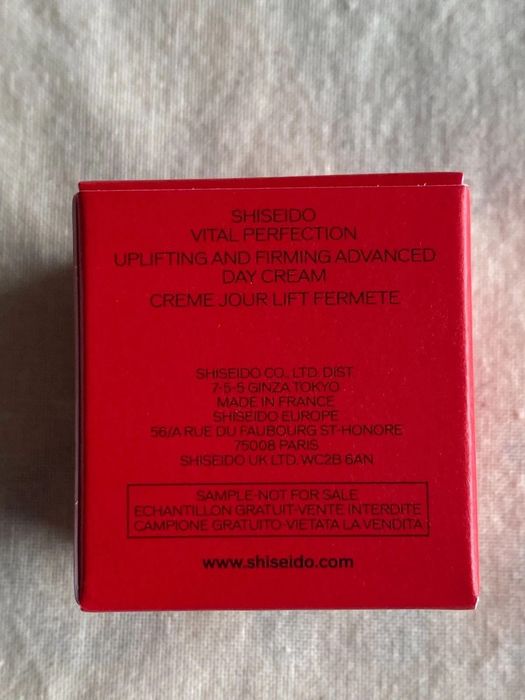 SHISEIDO
VITAL PERFECTION
UPLIFTING AND FIRMING ADVANCED
DAY CREAM
CREME JOUR LIFT FERMETE
SHISEIDO CO., LTD. DIST.
7-5-5 GINZA TOKYO
MADE IN FRANCE
SHISEIDO EUROPE
56/A RUE DU FAUBOURG ST-HONORE
75008 PARIS
SHISEIDO UK LTD. WC2B 6AN
SAMPLE-NOT FOR SALE
ECHANTILLON GRATUIT-VENTE INTERDITE
CAMPIONE GRATUITO-VIETATA LA VENDITA
www.shiseido.com